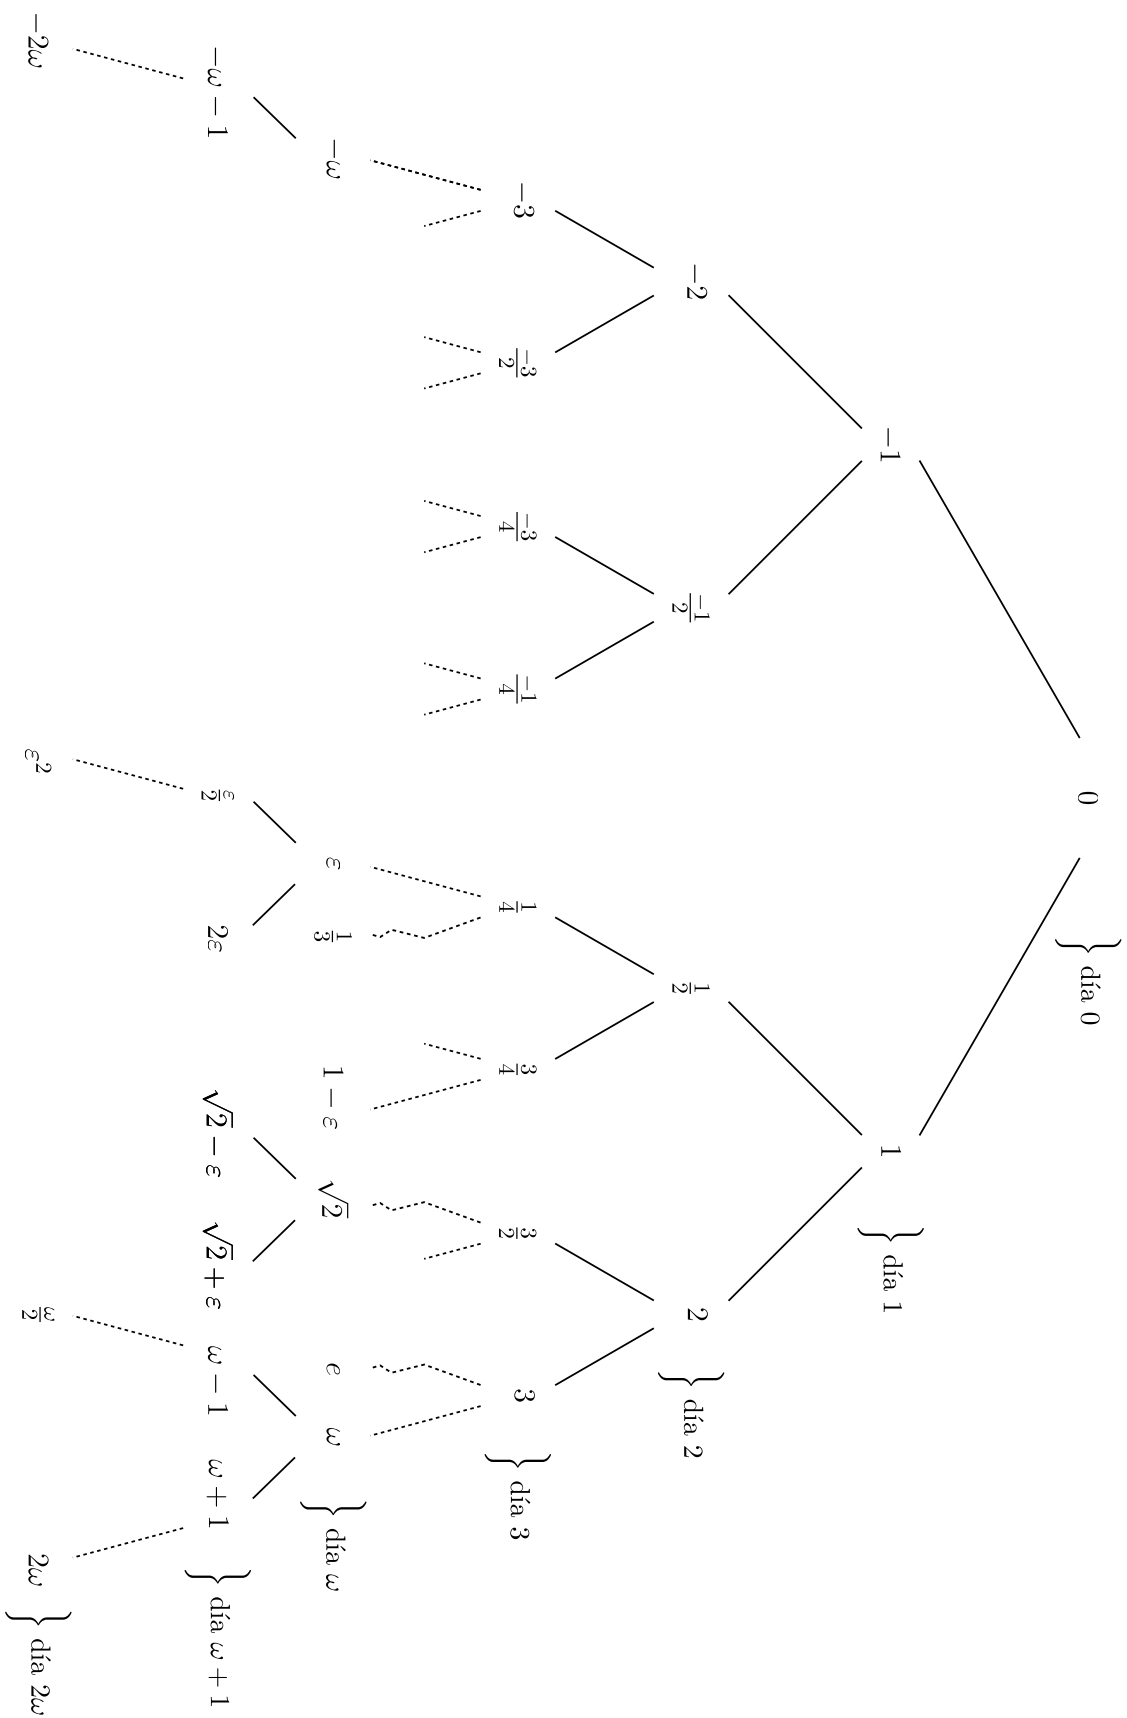 0 } día 0
−1 1 } día 1
−2 −1/2 1/2 2 } día 2
−3 −3/2 −3/4 −1/4 1/4 3/4 3/2 3 } día 3
−ω ε 1/3 1 − ε √2 e ω } día ω
−ω − 1 ε/2 2ε √2 − ε √2 + ε ω − 1 ω + 1 } día ω + 1
−2ω ε² ω/2 2ω } día 2ω